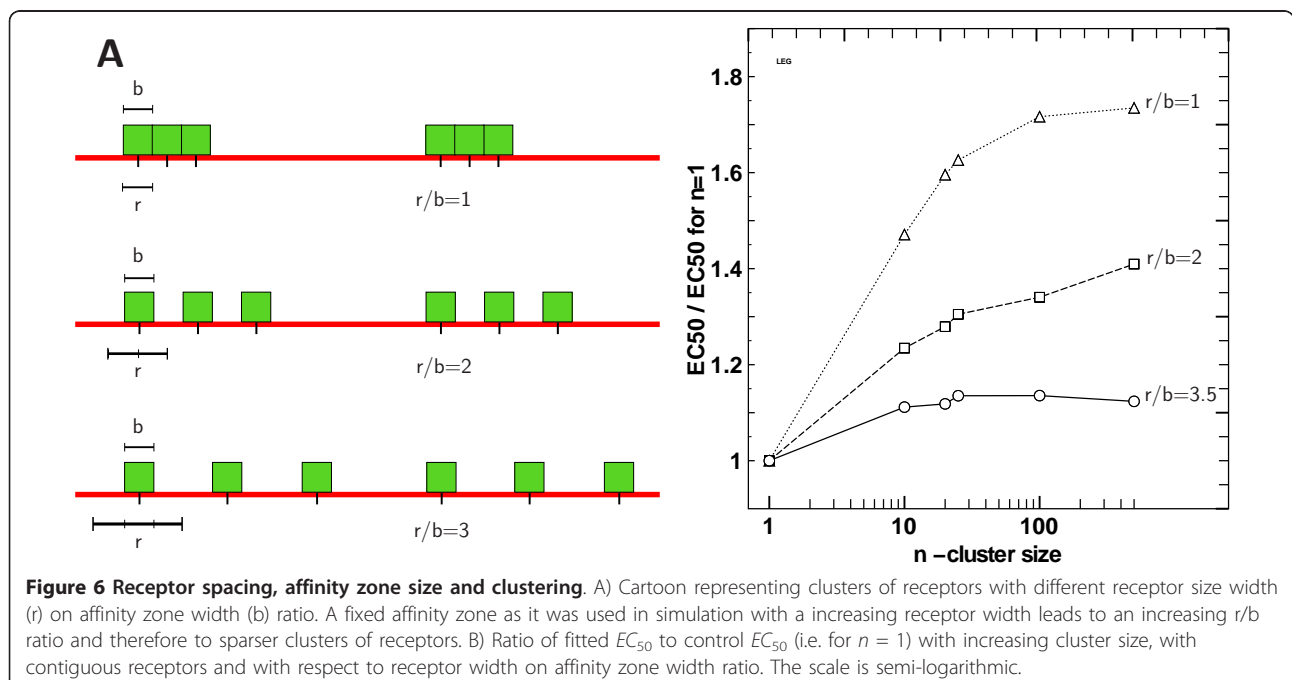 A
b
r
r/b=1
b
r
r/b=2
b
r
r/b=3
EC50 / EC50 for n=1
1.8
1.6
1.4
1.2
1
LEG
r/b=1
r/b=2
r/b=3.5
1
10
100
n −cluster size
Figure 6 Receptor spacing, affinity zone size and clustering. A) Cartoon representing clusters of receptors with different receptor size width
(r) on affinity zone width (b) ratio. A fixed affinity zone as it was used in simulation with a increasing receptor width leads to an increasing r/b
ratio and therefore to sparser clusters of receptors. B) Ratio of fitted EC50 to control EC50 (i.e. for n = 1) with increasing cluster size, with
contiguous receptors and with respect to receptor width on affinity zone width ratio. The scale is semi-logarithmic.